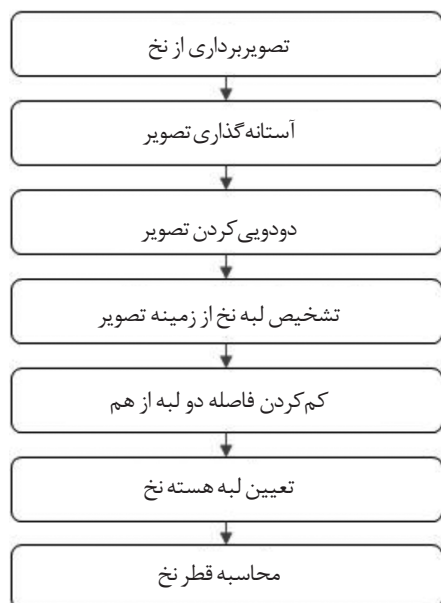 تصویربرداری از نخ
آستانه‌گذاری تصویر
دودویی‌کردن تصویر
تشخیص لبه نخ از زمینه تصویر
کم‌کردن فاصله دو لبه از هم
تعیین لبه هسته نخ
محاسبه قطر نخ